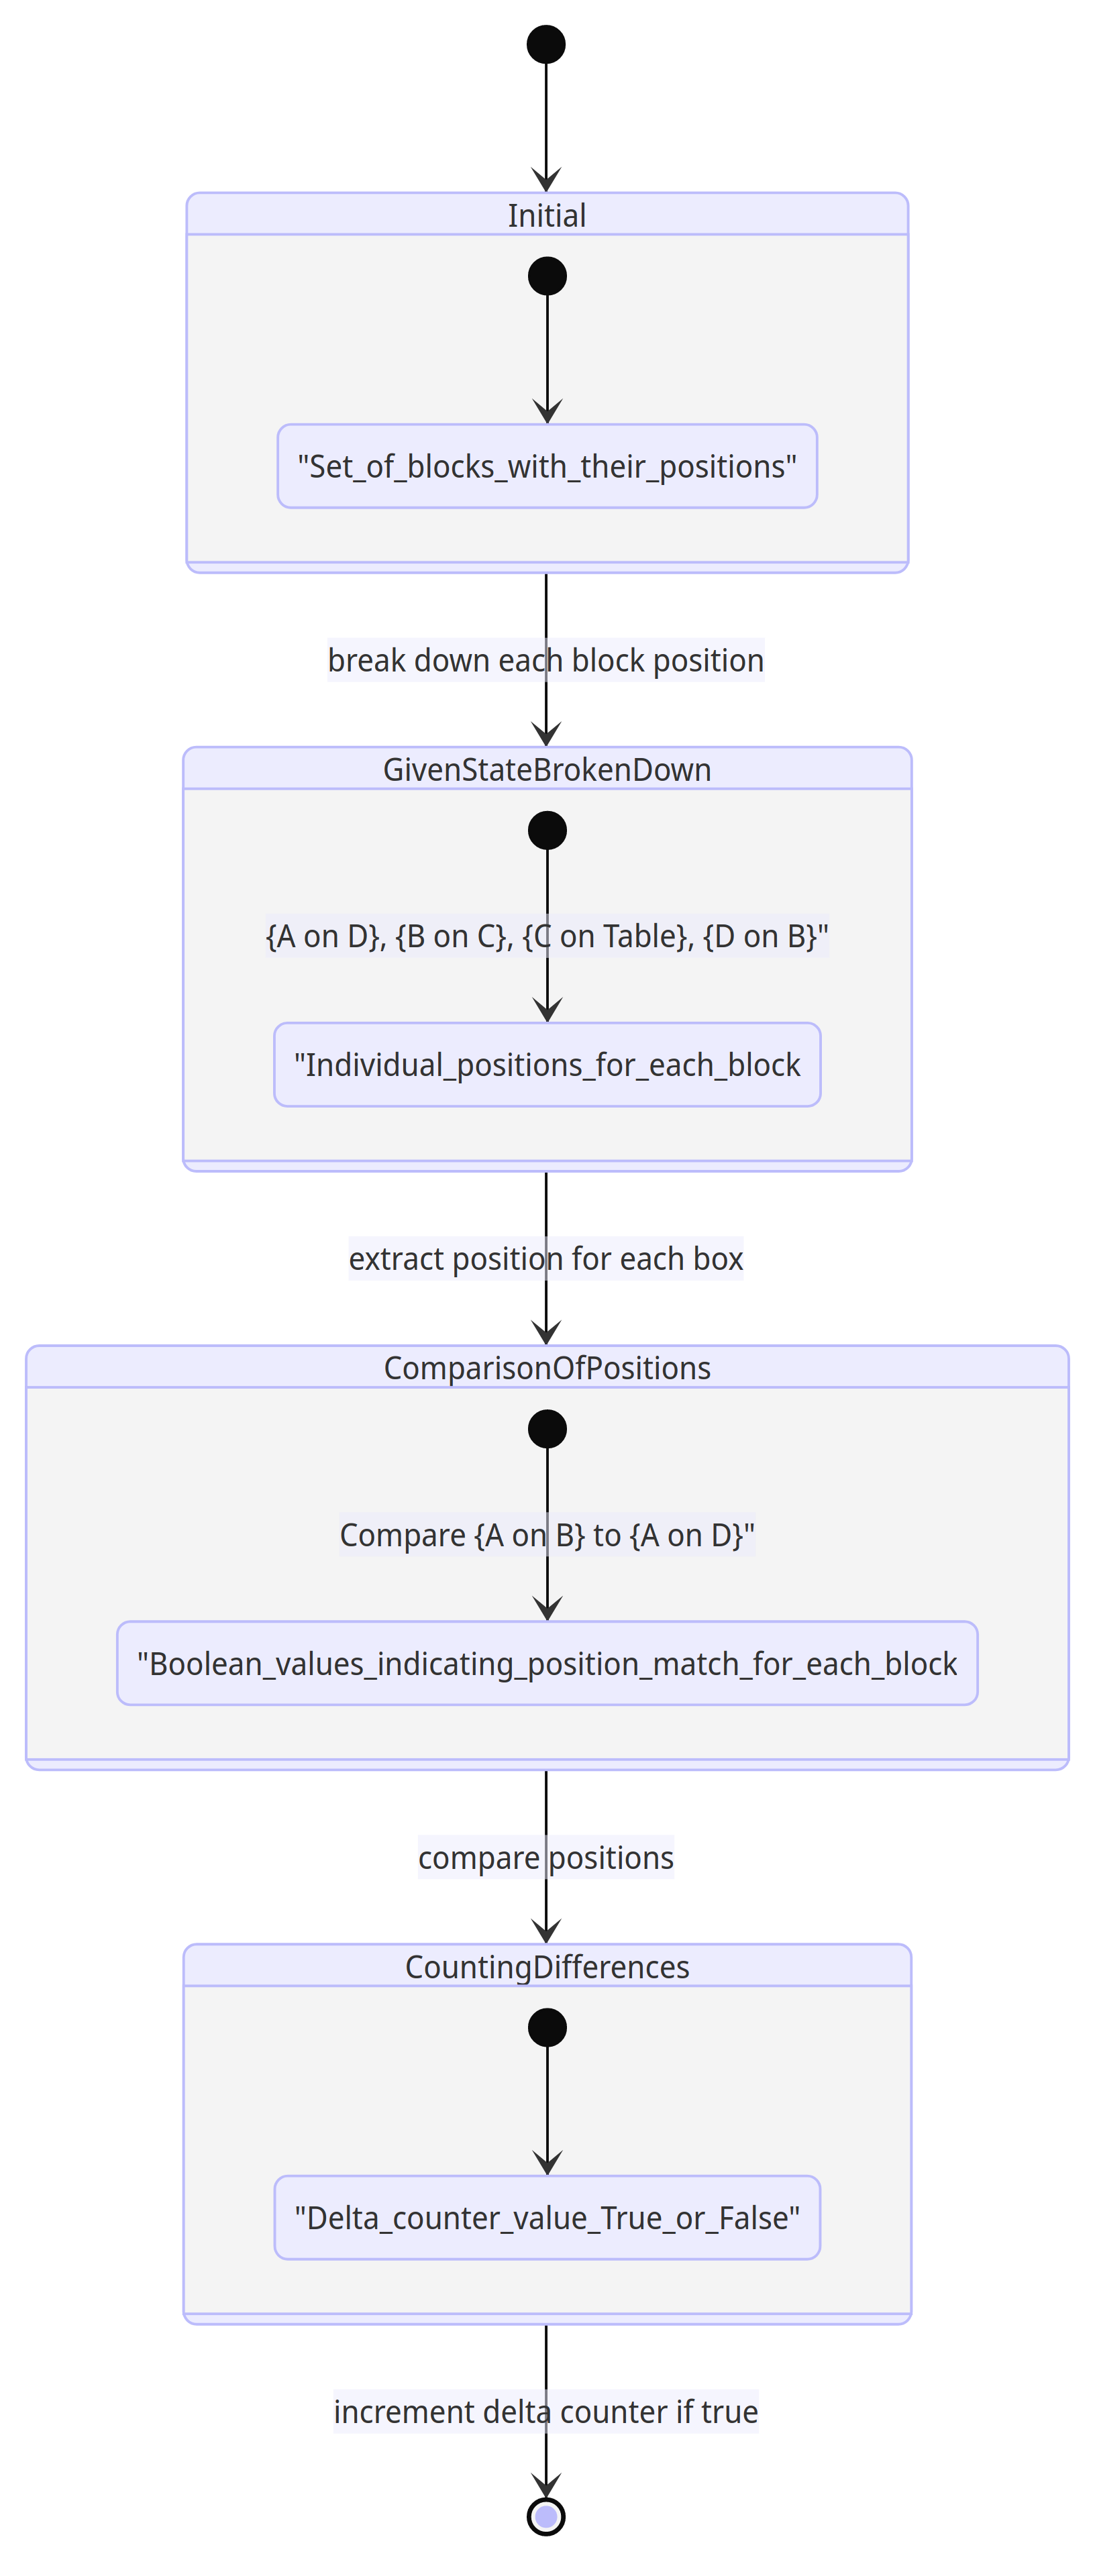 Initial
"Set_of_blocks_with_their_positions"
break down each block position
GivenStateBrokenDown
{A on D}, {B on C}, {C on Table}, {D on B}"
"Individual_positions_for_each_block
extract position for each box
ComparisonOfPositions
Compare {A on B} to {A on D}"
"Boolean_values_indicating_position_match_for_each_block
compare positions
CountingDifferences
"Delta_counter_value_True_or_False"
increment delta counter if true